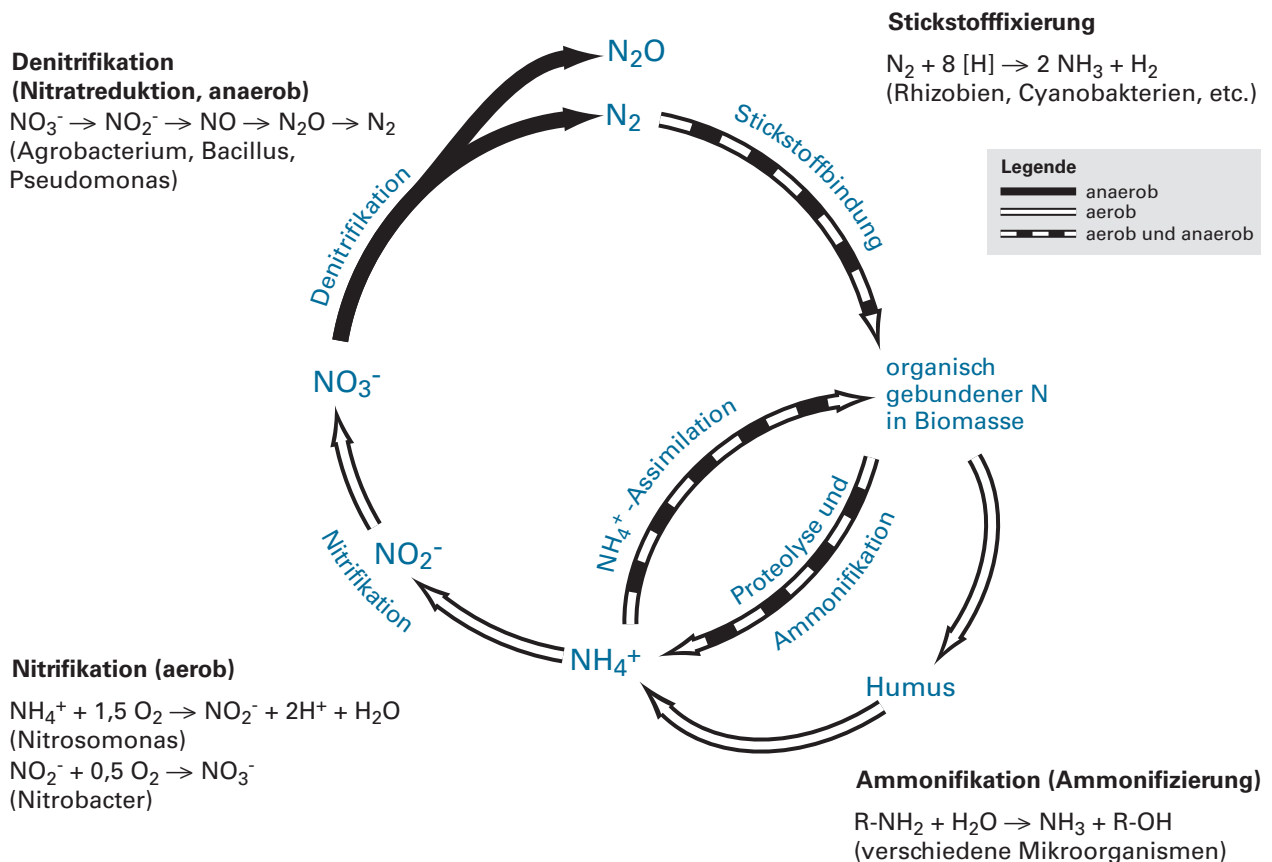 Denitrifikation
(Nitratreduktion, anaerob)
NO₃⁻ → NO₂⁻ → NO → N₂O → N₂
(Agrobacterium, Bacillus,
Pseudomonas)
N₂O
N₂
Stickstofffixierung
N₂ + 8 [H] → 2 NH₃ + H₂
(Rhizobien, Cyanobakterien, etc.)
Legende
anaerob
aerob
aerob und anaerob
Denitrifikation
Stickstoffbindung
NO₃⁻
organisch
gebundener N
in Biomasse
NH₄⁺ -Assimilation
Proteolyse und
Ammonifikation
NO₂⁻
Nitrifikation
NH₄⁺
Humus
Nitrifikation (aerob)
NH₄⁺ + 1,5 O₂ → NO₂⁻ + 2H⁺ + H₂O
(Nitrosomonas)
NO₂⁻ + 0,5 O₂ → NO₃⁻
(Nitrobacter)
Ammonifikation (Ammonifizierung)
R-NH₂ + H₂O → NH₃ + R-OH
(verschiedene Mikroorganismen)